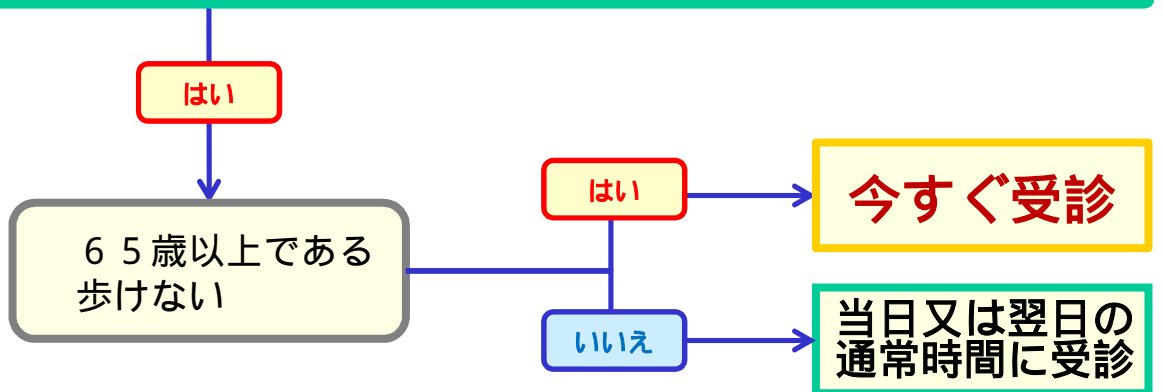 はい
はい
今すぐ受診
６５歳以上である
歩けない
いいえ
当日又は翌日の
通常時間に受診